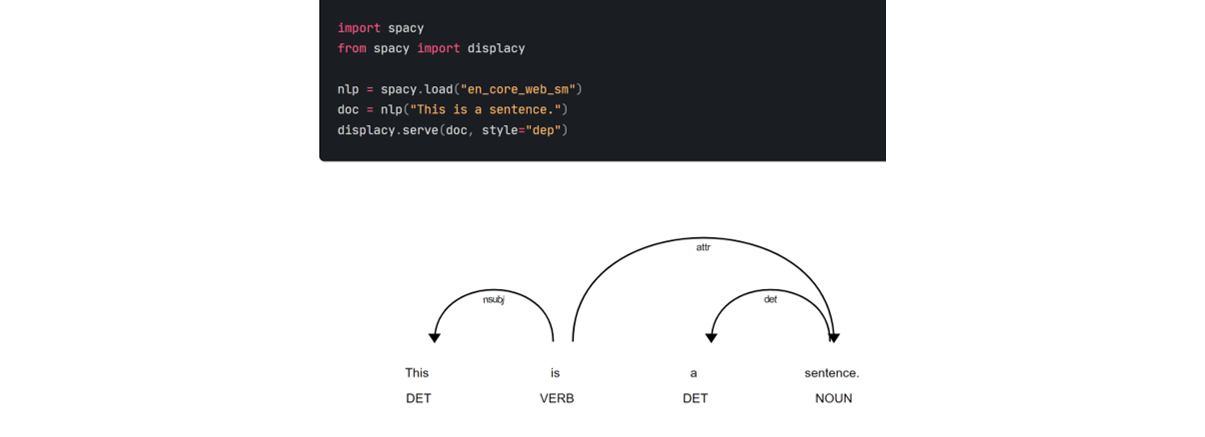 import spacy
from spacy import displacy
nlp = spacy.load("en_core_web_sm")
doc = nlp("This is a sentence.")
displacy.serve(doc, style="dep")
attr
nsubj det
This is a sentence.
DET VERB DET NOUN